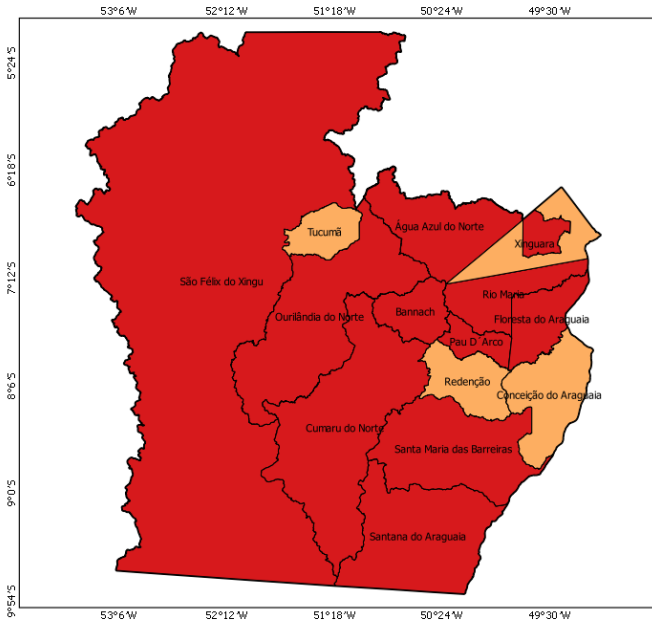 53°6´W 52°12´W 51°18´W 50°24´W 49°30´W
5°24´S
6°18´S
7°12´S
8°6´S
9°0´S
9°54´S
Tucumã
Água Azul do Norte
Xinguara
São Félix do Xingu
Rio Maria
Ourilândia do Norte
Bannach
Floresta do Araguaia
Pau D´Arco
Redenção
Conceição do Araguaia
Cumaru do Norte
Santa Maria das Barreiras
Santana do Araguaia
53°6´W 52°12´W 51°18´W 50°24´W 49°30´W